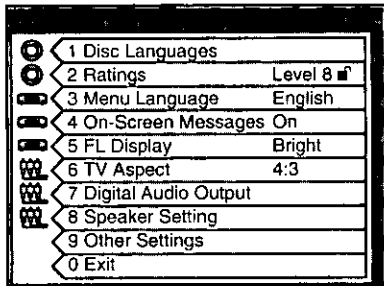 1 Disc Languages
2 Ratings Level 8
3 Menu Language English
4 On-Screen Messages On
5 FL Display Bright
6 TV Aspect 4:3
7 Digital Audio Output
8 Speaker Setting
9 Other Settings
0 Exit